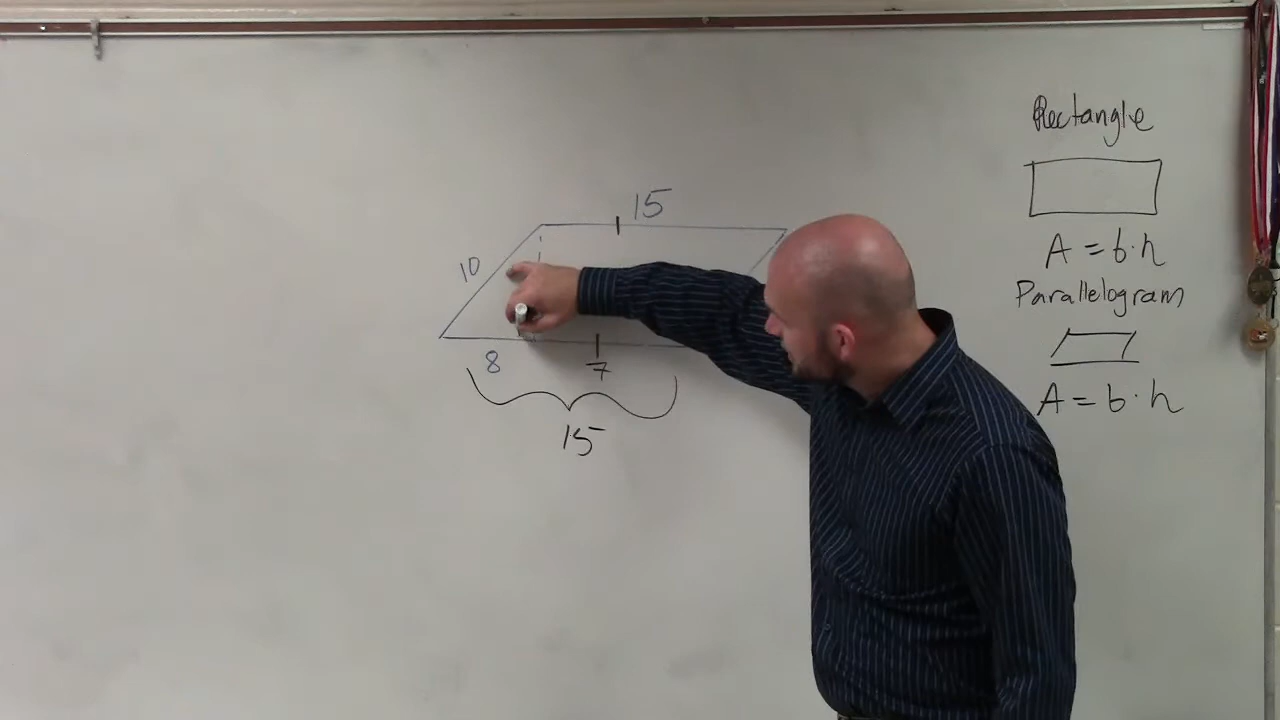 15
10
8
7
15
Rectangle
A = b·h
Parallelogram
A = b·h